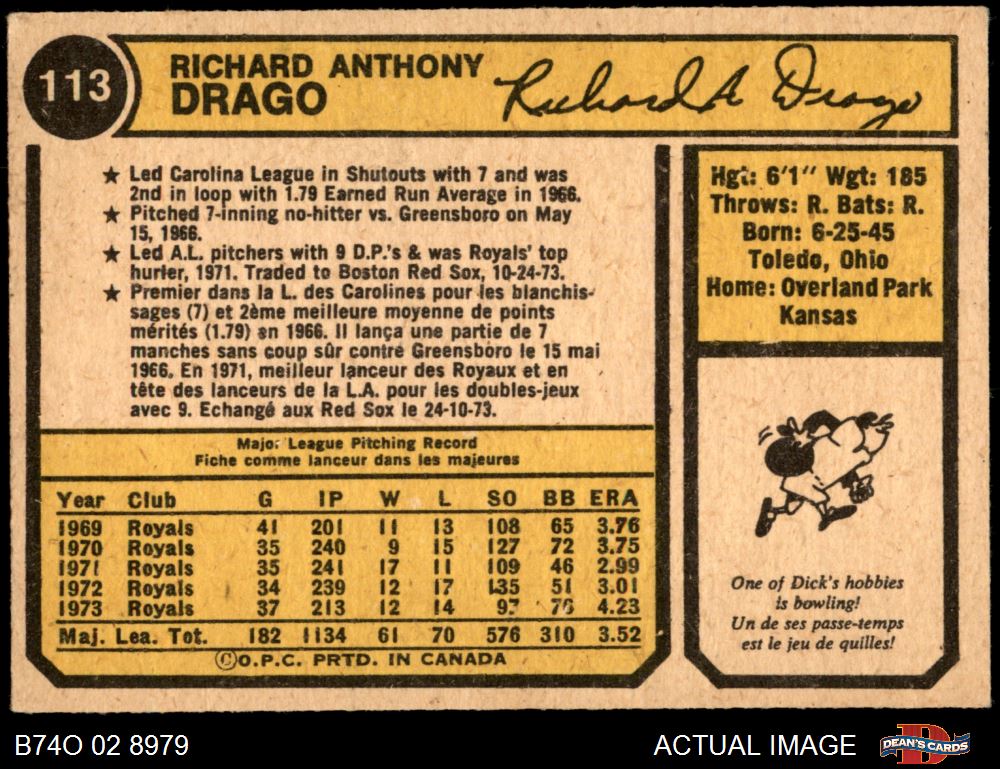 113
RICHARD ANTHONY
DRAGO
Richard A Drago
★ Led Carolina League in Shutouts with 7 and was
2nd in loop with 1.79 Earned Run Average in 1966.
★ Pitched 7-inning no-hitter vs. Greensboro on May
15, 1966.
★ Led A.L. pitchers with 9 D.P.'s & was Royals' top
hurler, 1971. Traded to Boston Red Sox, 10-24-73.
★ Premier dans la L. des Carolines pour les blanchis-
sages (7) et 2ème meilleure moyenne de points
mérités (1.79) en 1966. Il lança une partie de 7
manches sans coup sûr contre Greensboro le 15 mai
1966. En 1971, meilleur lanceur des Royaux et en
tête des lanceurs de la L.A. pour les doubles-jeux
avec 9. Echangé aux Red Sox le 24-10-73.
Hgt: 6'1" Wgt: 185
Throws: R. Bats: R.
Born: 6-25-45
Toledo, Ohio
Home: Overland Park
Kansas
Major League Pitching Record
Fiche comme lanceur dans les majeures
Year Club G IP W L SO BB ERA
1969 Royals 41 201 11 13 108 65 3.76
1970 Royals 35 240 9 15 127 72 3.75
1971 Royals 35 241 17 11 109 46 2.99
1972 Royals 34 239 12 17 135 51 3.01
1973 Royals 37 213 12 14 97 76 4.23
Maj. Lea. Tot. 182 1134 61 70 576 310 3.52
©O.P.C. PRTD. IN CANADA
One of Dick's hobbies
is bowling!
Un de ses passe-temps
est le jeu de quilles!
B74O 02 8979
ACTUAL IMAGE
DEAN'S CARDS